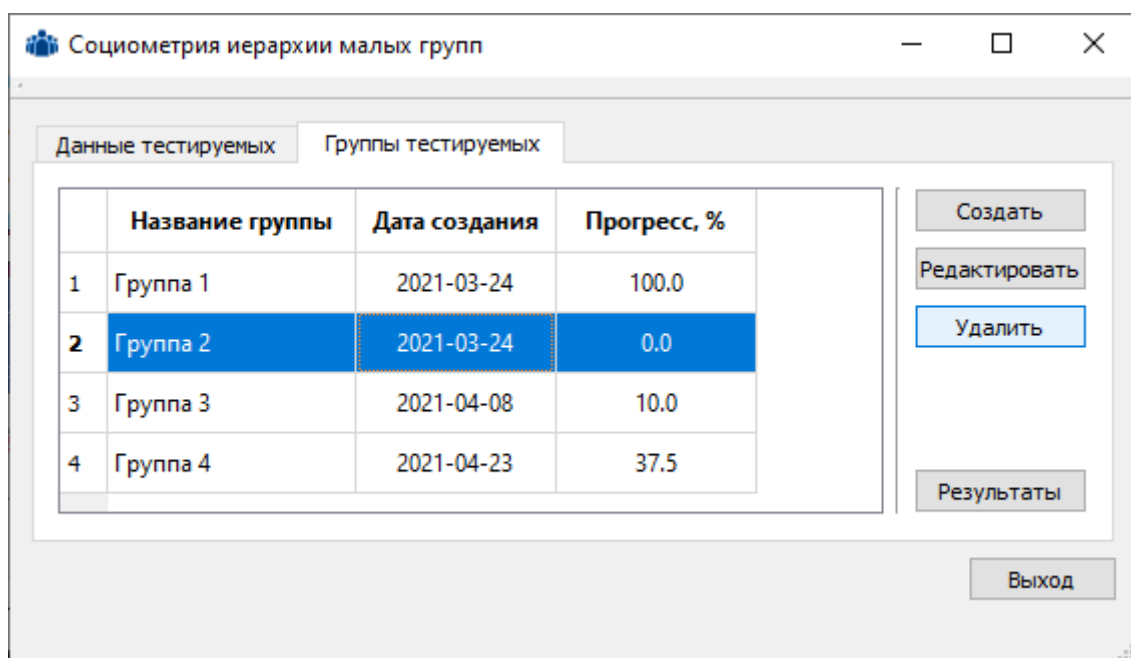 Социометрия иерархии малых групп
Данные тестируемых Группы тестируемых
Название группы Дата создания Прогресс, %
1 Группа 1 2021-03-24 100.0
2 Группа 2 2021-03-24 0.0
3 Группа 3 2021-04-08 10.0
4 Группа 4 2021-04-23 37.5
Создать
Редактировать
Удалить
Результаты
Выход